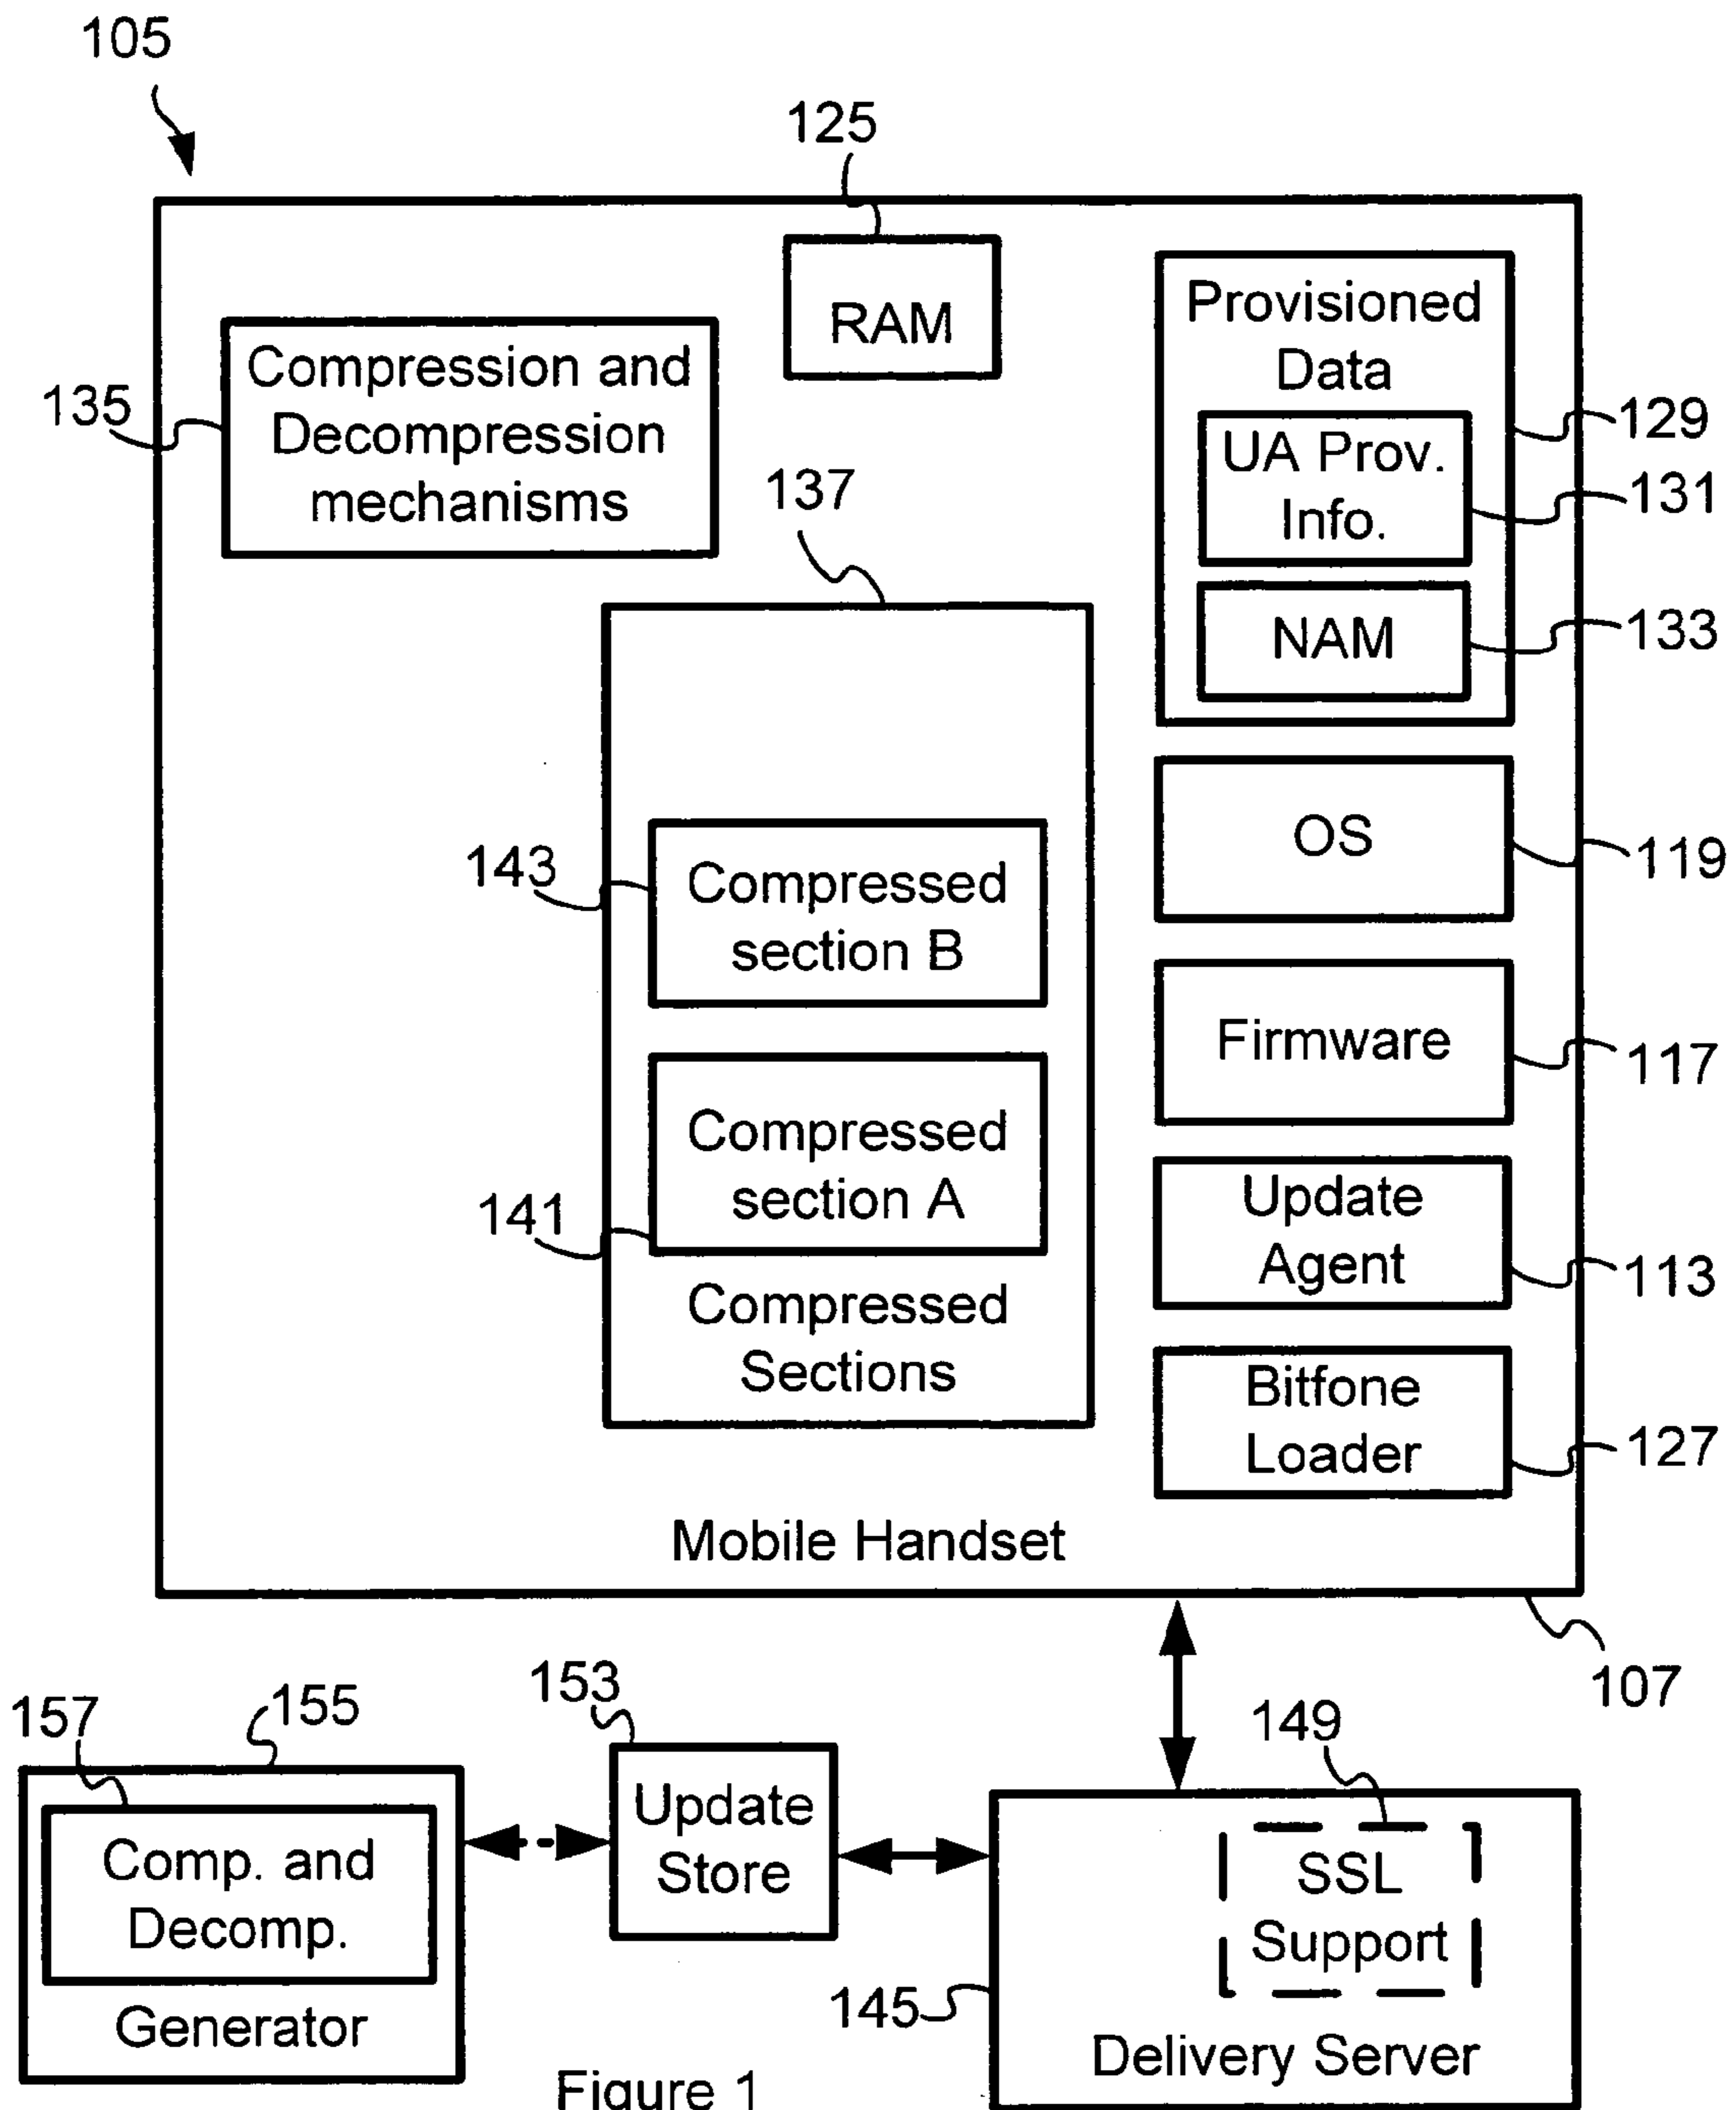 105
125
RAM
Provisioned
Data
129
UA Prov.
Info.
131
NAM
133
Compression and
Decompression
mechanisms
135
137
OS
119
143
Compressed
section B
Firmware
117
Compressed
section A
141
Compressed
Sections
Update
Agent
113
Bitfone
Loader
127
Mobile Handset
107
157
155
Comp. and
Decomp.
Generator
153
Update
Store
149
SSL
Support
145
Delivery Server
Figure 1